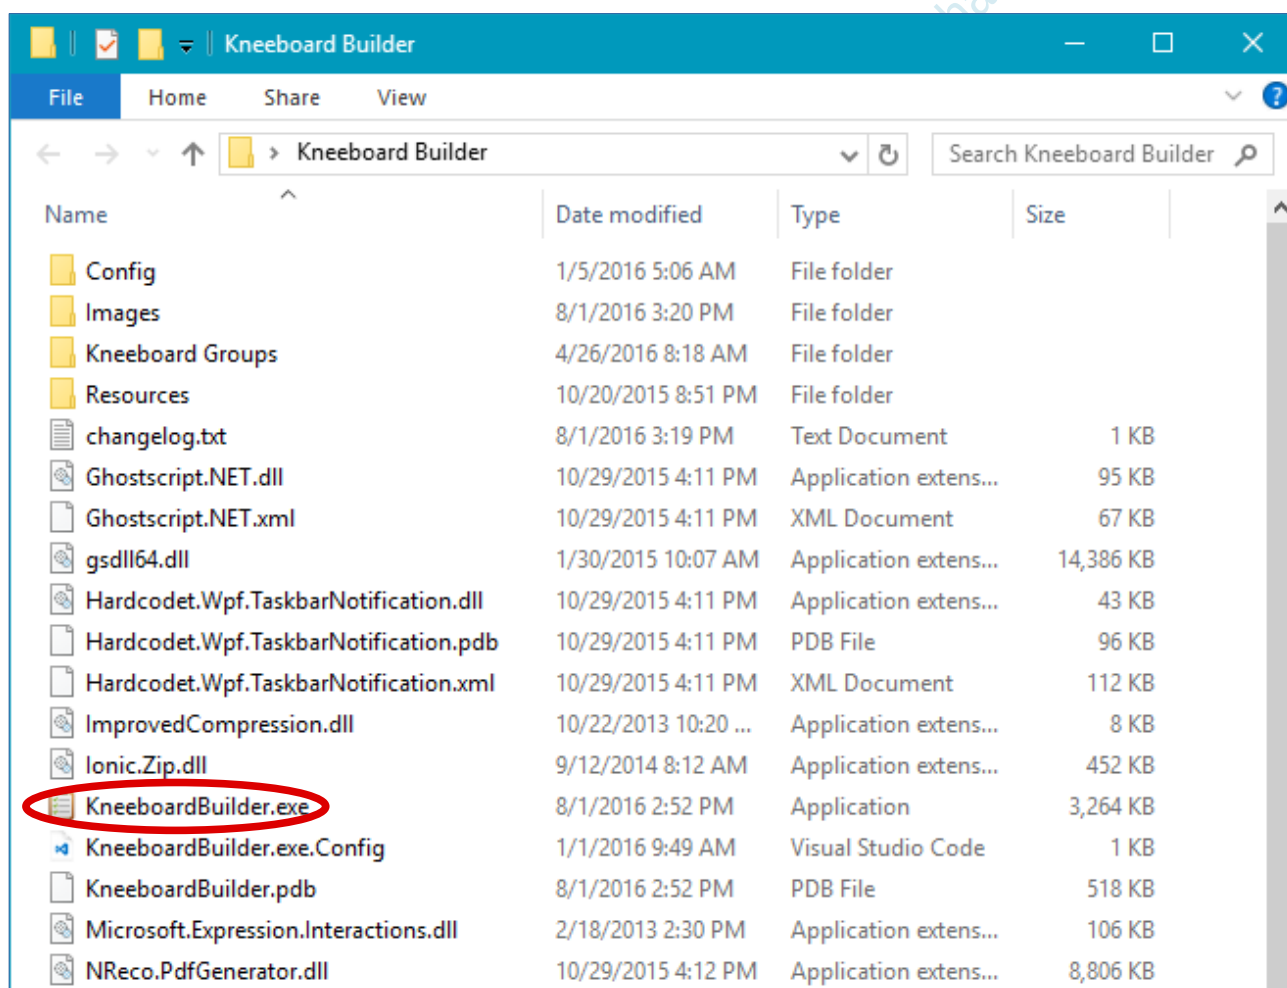 Kneeboard Builder
File Home Share View
Kneeboard Builder Search Kneeboard Builder
Name Date modified Type Size
Config 1/5/2016 5:06 AM File folder
Images 8/1/2016 3:20 PM File folder
Kneeboard Groups 4/26/2016 8:18 AM File folder
Resources 10/20/2015 8:51 PM File folder
changelog.txt 8/1/2016 3:19 PM Text Document 1 KB
Ghostscript.NET.dll 10/29/2015 4:11 PM Application extens... 95 KB
Ghostscript.NET.xml 10/29/2015 4:11 PM XML Document 67 KB
gsdll64.dll 1/30/2015 10:07 AM Application extens... 14,386 KB
Hardcodet.Wpf.TaskbarNotification.dll 10/29/2015 4:11 PM Application extens... 43 KB
Hardcodet.Wpf.TaskbarNotification.pdb 10/29/2015 4:11 PM PDB File 96 KB
Hardcodet.Wpf.TaskbarNotification.xml 10/29/2015 4:11 PM XML Document 112 KB
ImprovedCompression.dll 10/22/2013 10:20 ... Application extens... 8 KB
Ionic.Zip.dll 9/12/2014 8:12 AM Application extens... 452 KB
KneeboardBuilder.exe 8/1/2016 2:52 PM Application 3,264 KB
KneeboardBuilder.exe.Config 1/1/2016 9:49 AM Visual Studio Code 1 KB
KneeboardBuilder.pdb 8/1/2016 2:52 PM PDB File 518 KB
Microsoft.Expression.Interactions.dll 2/18/2013 2:30 PM Application extens... 106 KB
NReco.PdfGenerator.dll 10/29/2015 4:12 PM Application extens... 8,806 KB